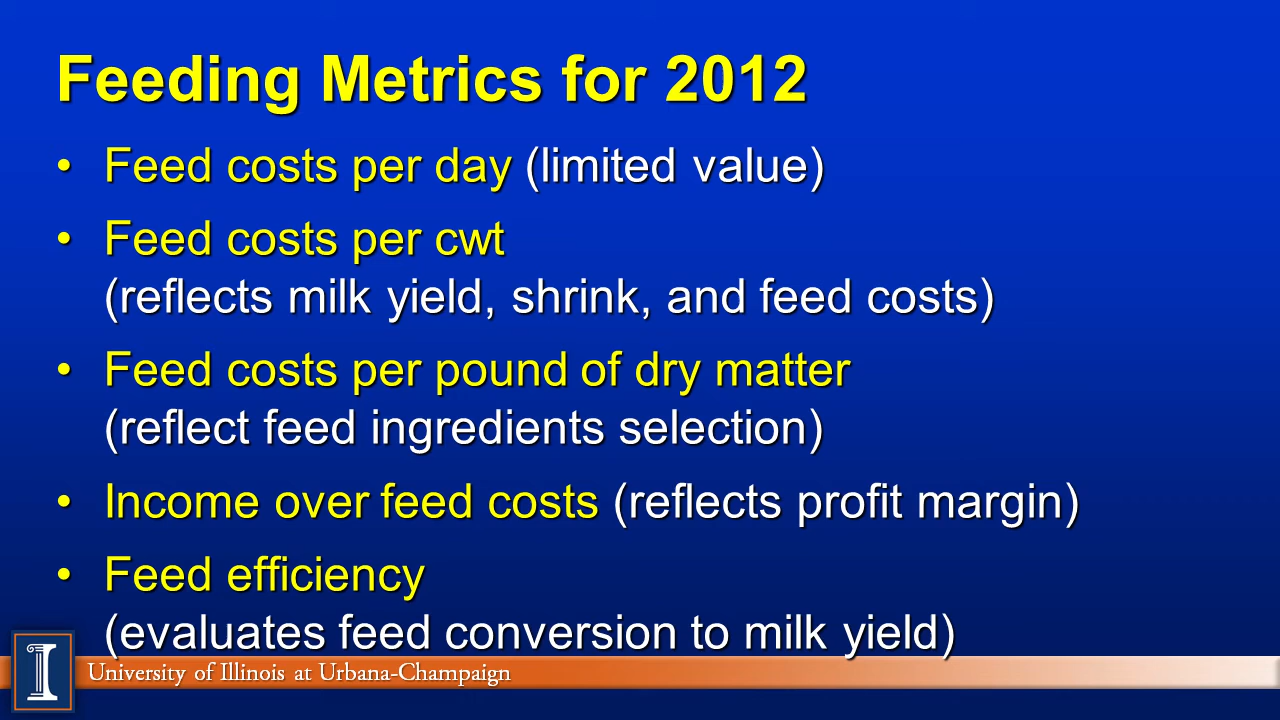 Feeding Metrics for 2012
• Feed costs per day (limited value)
• Feed costs per cwt
(reflects milk yield, shrink, and feed costs)
• Feed costs per pound of dry matter
(reflect feed ingredients selection)
• Income over feed costs (reflects profit margin)
• Feed efficiency
(evaluates feed conversion to milk yield)
I
University of Illinois at Urbana-Champaign